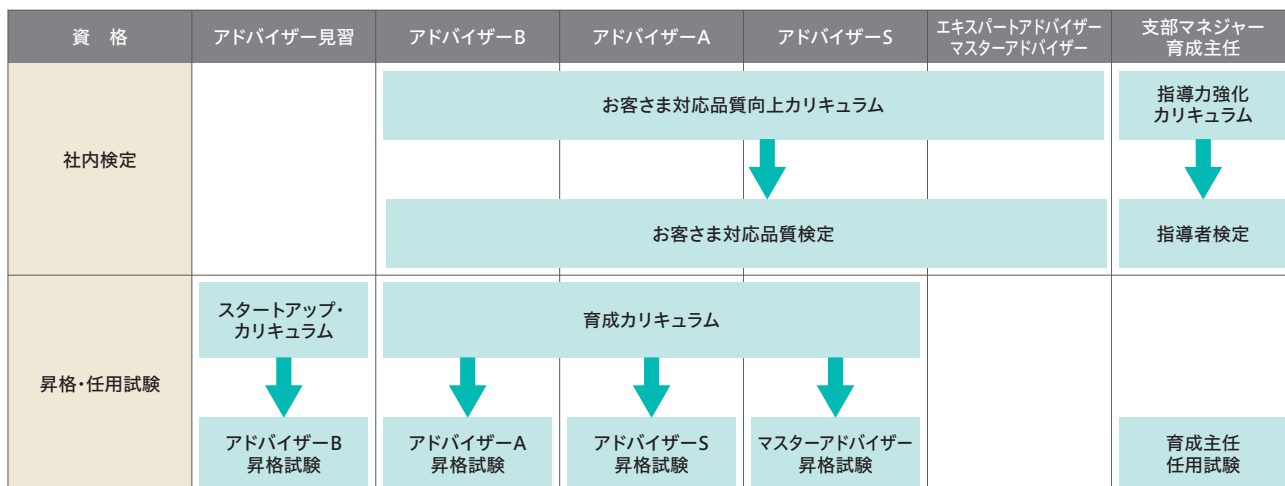 資　格
アドバイザー見習
アドバイザーB
アドバイザーA
アドバイザーS
エキスパートアドバイザー
マスターアドバイザー
支部マネジャー
育成主任
社内検定
お客さま対応品質向上カリキュラム
指導力強化
カリキュラム
お客さま対応品質検定
指導者検定
昇格・任用試験
スタートアップ・
カリキュラム
育成カリキュラム
アドバイザーB
昇格試験
アドバイザーA
昇格試験
アドバイザーS
昇格試験
マスターアドバイザー
昇格試験
育成主任
任用試験